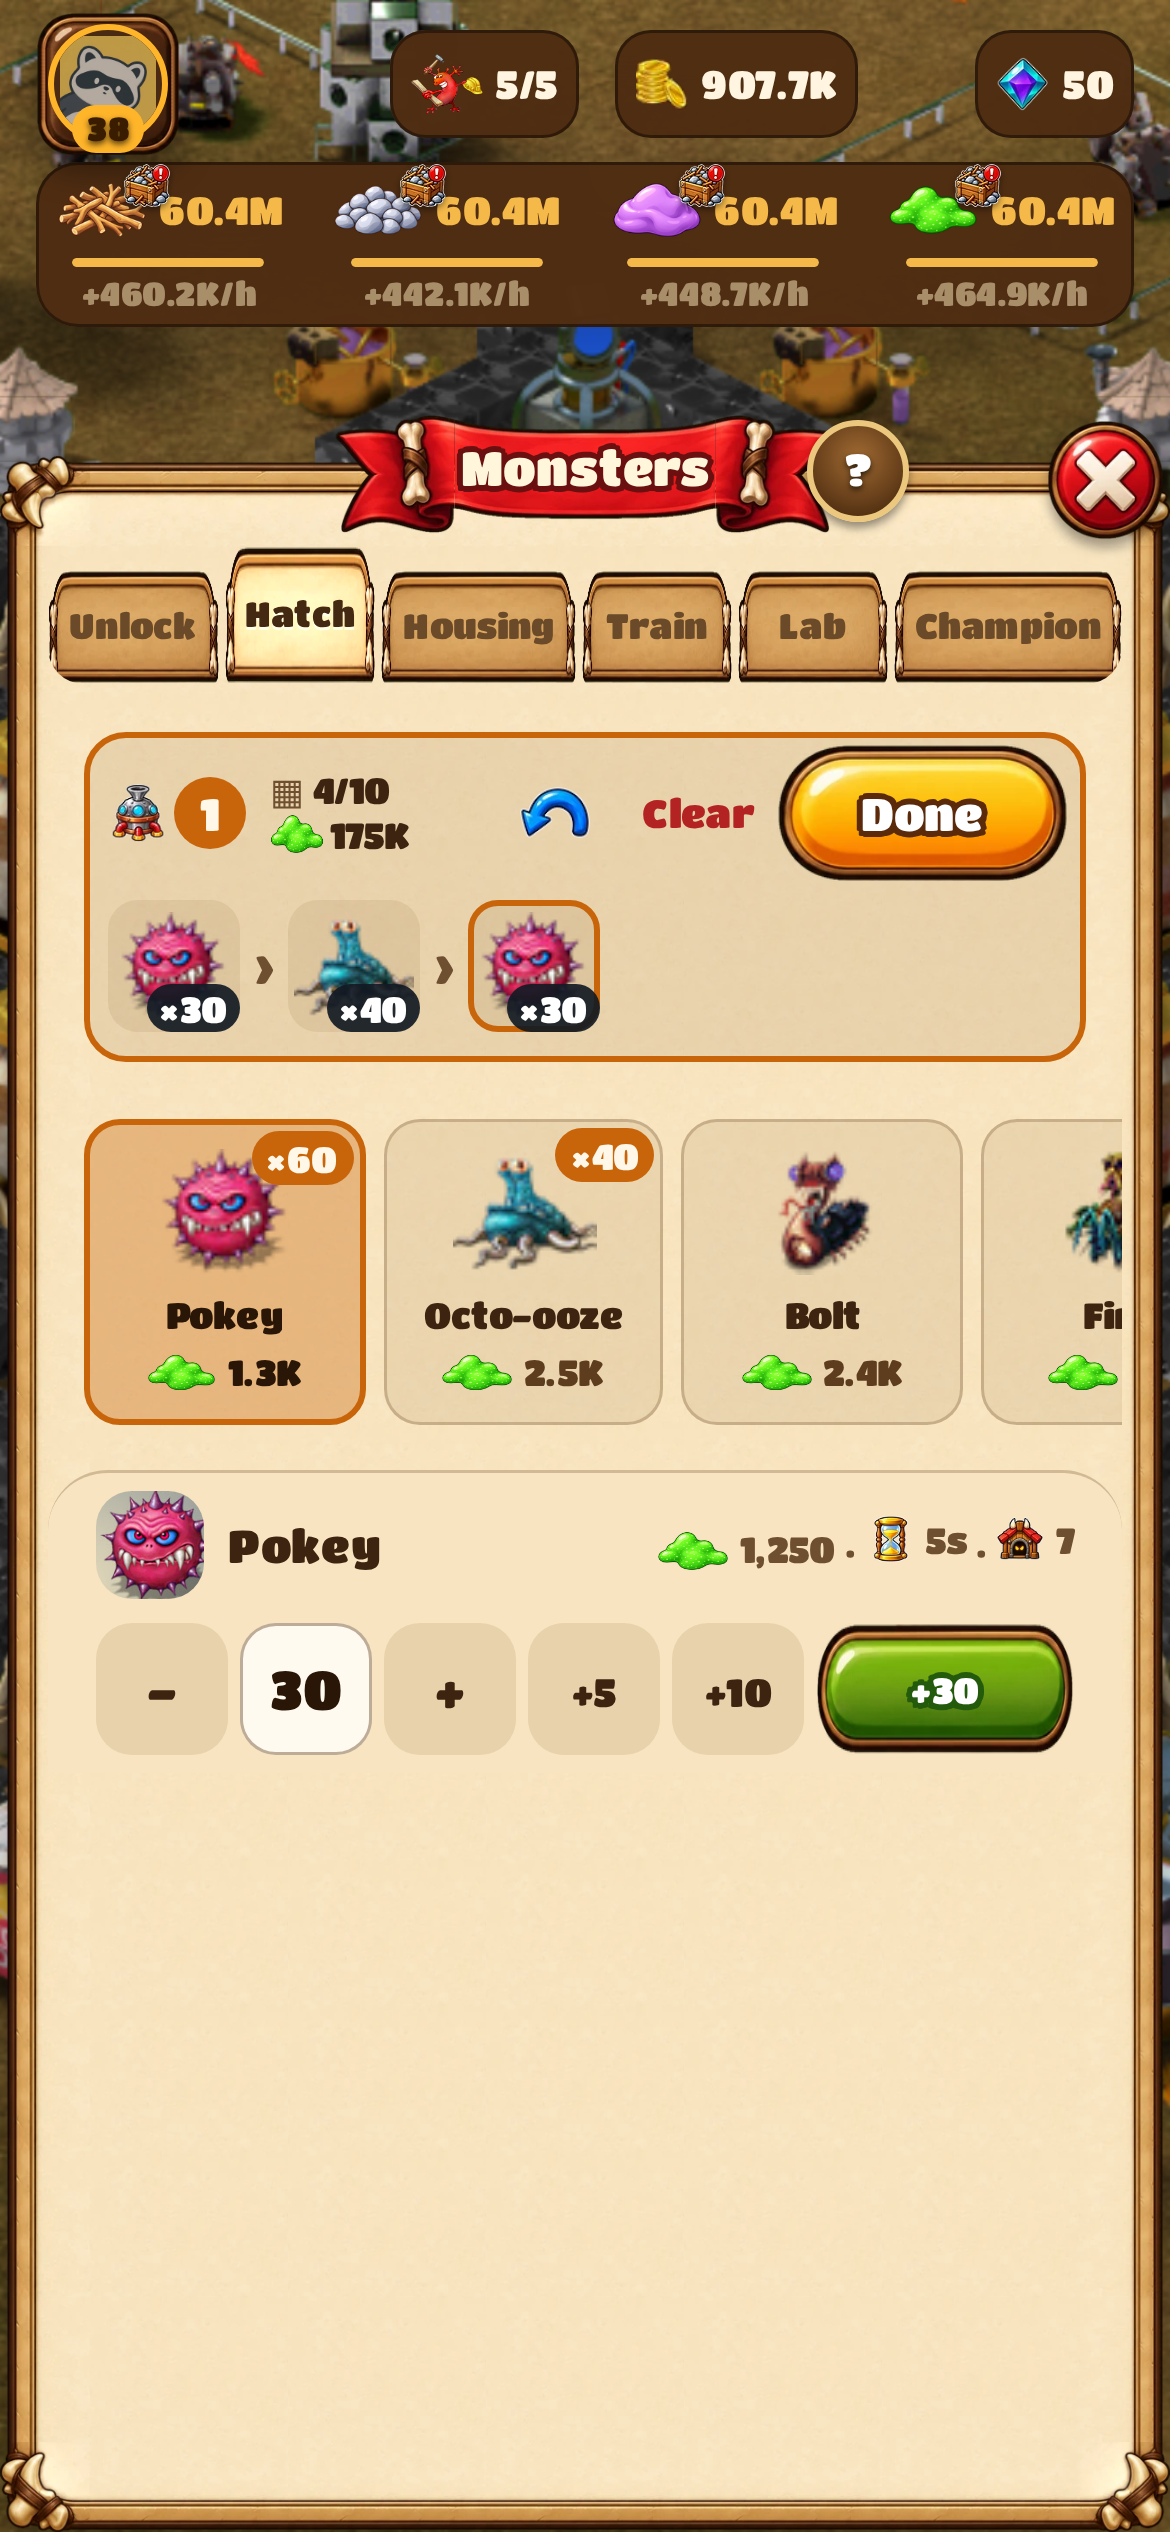 38
5/5
907.7K
50
60.4M
60.4M
60.4M
60.4M
+460.2K/h
+442.1K/h
+448.7K/h
+464.9K/h
Monsters
?
Unlock
Hatch
Housing
Train
Lab
Champion
1
4/10
175K
Clear
Done
×30
×40
×30
×60
×40
Pokey
Octo-ooze
Bolt
Fir
1.3K
2.5K
2.4K
Pokey
1,250 · 5s · 7
-
30
+
+5
+10
+30